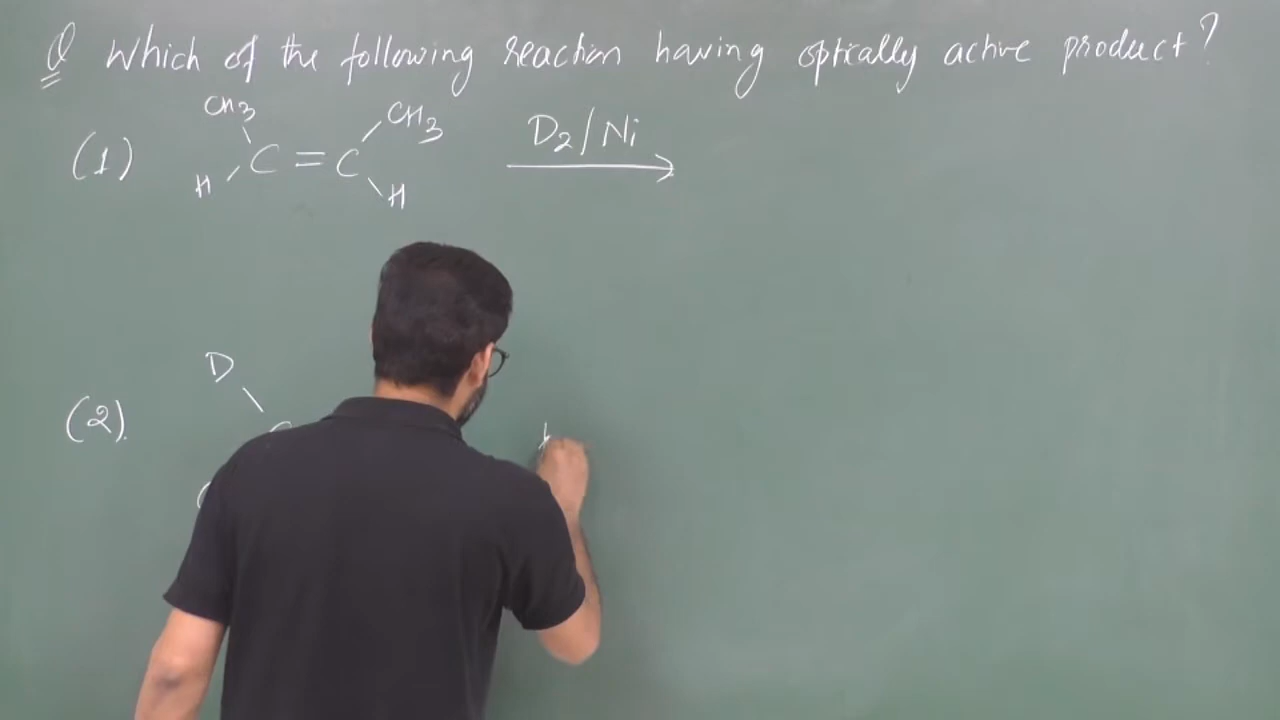 Q Which of the following reaction having optically active product?
(1) CH3 CH3 D2/Ni
C = C
H H
D
(2).